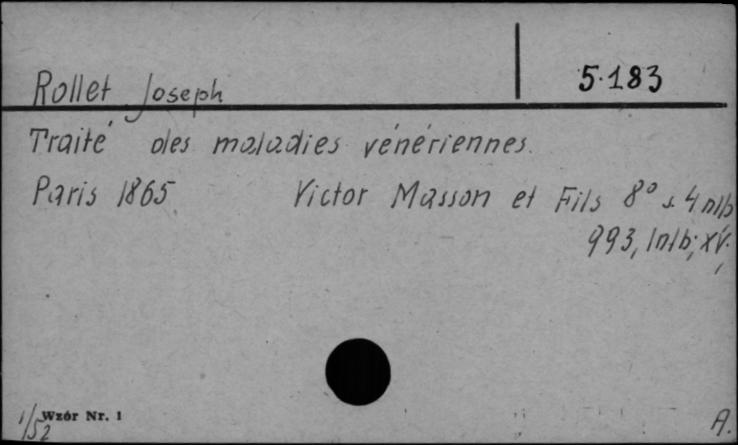 Rollet Joseph 5.183
Traité des maladies vénériennes.
Paris 1865 Victor Masson et Fils 8° s. 4 nlb
993, 1nlb; XV.
1/52 Wzór Nr. 1 A.